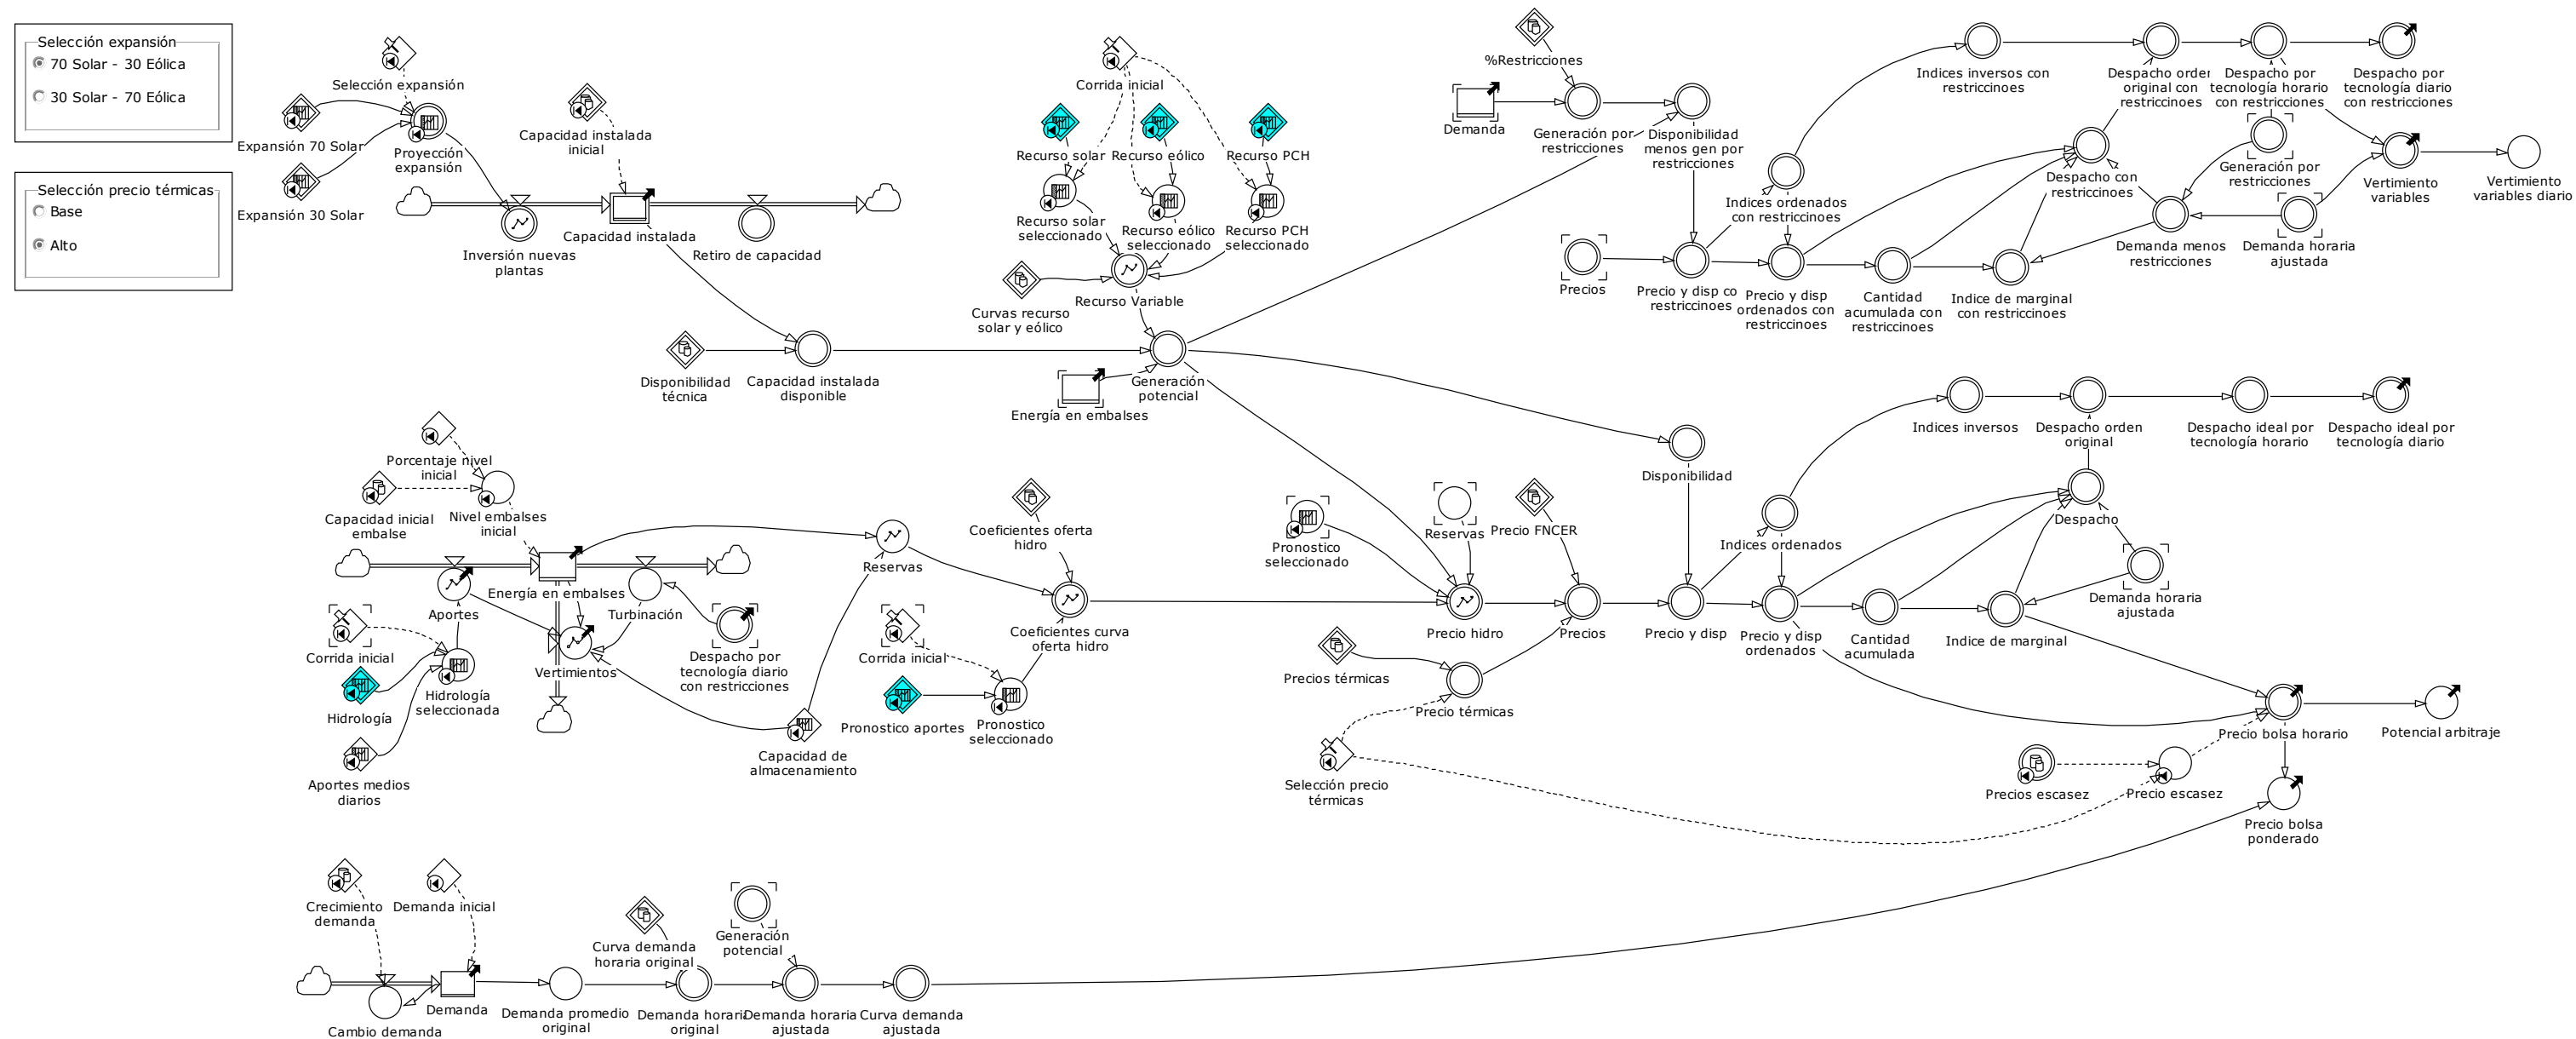 Selección expansión
70 Solar - 30 Eólica
30 Solar - 70 Eólica
Selección precio térmicas
Base
Alto
Selección expansión
Expansión 70 Solar
Expansión 30 Solar
Proyección
expansión
Capacidad instalada
inicial
Inversión nuevas
plantas
Capacidad instalada
Retiro de capacidad
Disponibilidad
técnica
Capacidad instalada
disponible
Corrida inicial
Recurso solar
Recurso eólico
Recurso PCH
Recurso solar
seleccionado
Recurso eólico
seleccionado
Recurso PCH
seleccionado
Curvas recurso
solar y eólico
Recurso Variable
Energía en embalses
Generación
potencial
%Restricciones
Demanda
Generación por
restricciones
Disponibilidad
menos gen por
restricciones
Precios
Precio y disp co
restriccinoes
Indices ordenados
con restriccinoes
Precio y disp
ordenados con
restriccinoes
Cantidad
acumulada con
restriccinoes
Indice de marginal
con restriccinoes
Indices inversos con
restriccinoes
Despacho order
original con
restriccinoes
Despacho por
tecnología horario
con restricciones
Despacho por
tecnología diario
con restricciones
Despacho con
restriccinoes
Generación por
restricciones
Demanda menos
restricciones
Demanda horaria
ajustada
Vertimiento
variables
Vertimiento
variables diario
Porcentaje nivel
inicial
Capacidad inicial
embalse
Nivel embalses
inicial
Energía en embalses
Aportes
Turbinación
Vertimientos
Corrida inicial
Hidrología
Hidrología
seleccionada
Aportes medios
diarios
Despacho por
tecnología diario
con restricciones
Capacidad de
almacenamiento
Reservas
Corrida inicial
Pronostico aportes
Pronostico
seleccionado
Coeficientes oferta
hidro
Coeficientes curva
oferta hidro
Pronostico
seleccionado
Reservas
Precio FNCER
Precio hidro
Precios
Precios térmicas
Precio térmicas
Selección precio
térmicas
Disponibilidad
Precio y disp
Indices ordenados
Precio y disp
ordenados
Cantidad
acumulada
Indice de marginal
Indices inversos
Despacho orden
original
Despacho ideal por
tecnología horario
Despacho ideal por
tecnología diario
Despacho
Demanda horaria
ajustada
Precio bolsa horario
Potencial arbitraje
Precios escasez
Precio escasez
Precio bolsa
ponderado
Crecimiento
demanda
Demanda inicial
Cambio demanda
Demanda
Demanda promedio
original
Curva demanda
horaria original
Demanda horaria
original
Generación
potencial
Demanda horaria
ajustada
Curva demanda
ajustada